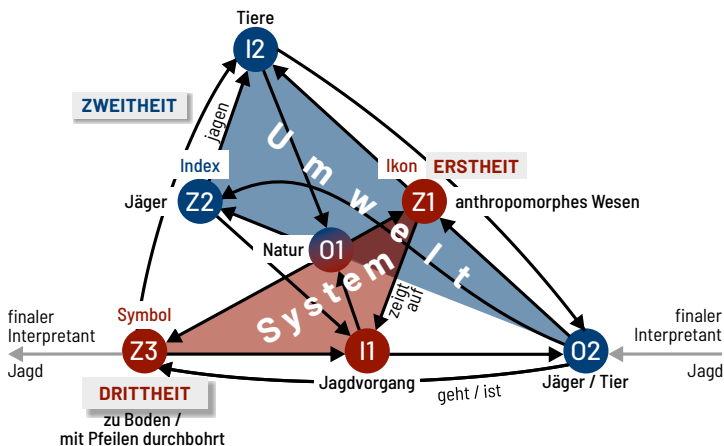 Tiere
I2
ZWEITHEIT
jagen
Umwelt
Index
Ikon
ERSTHEIT
Jäger
Z2
Z1
anthropomorphes Wesen
Natur
O1
System
zeigt
auf
Symbol
finaler
Interpretant
Jagd
Z3
I1
O2
finaler
Interpretant
Jagd
Jagdvorgang
Jäger / Tier
geht / ist
DRITTHEIT
zu Boden /
mit Pfeilen durchbohrt